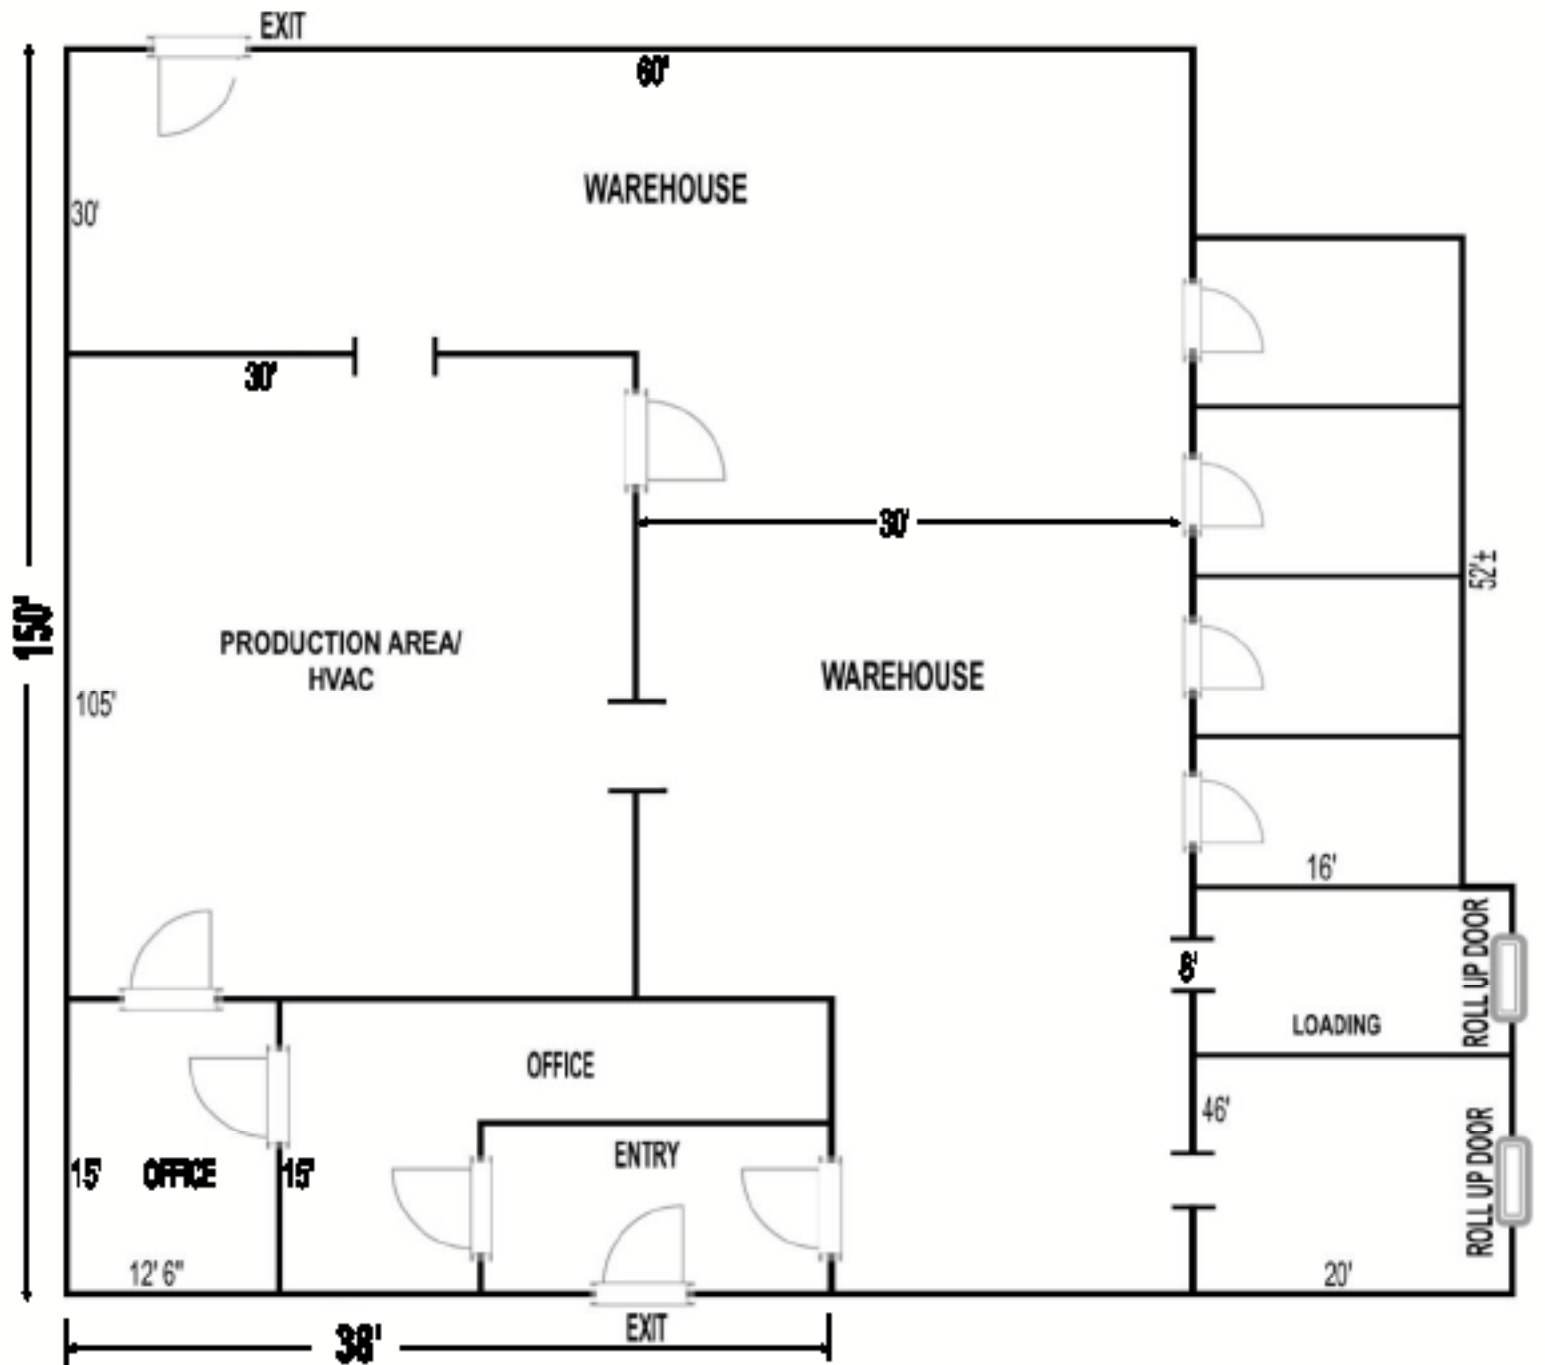 EXIT
60'
WAREHOUSE
30'
30'
30'
52'±
150'
PRODUCTION AREA/
HVAC
WAREHOUSE
105'
16'
ROLL UP DOOR
8'
LOADING
OFFICE
46'
ENTRY
ROLL UP DOOR
15'
OFFICE
15'
12' 6"
20'
EXIT
38'